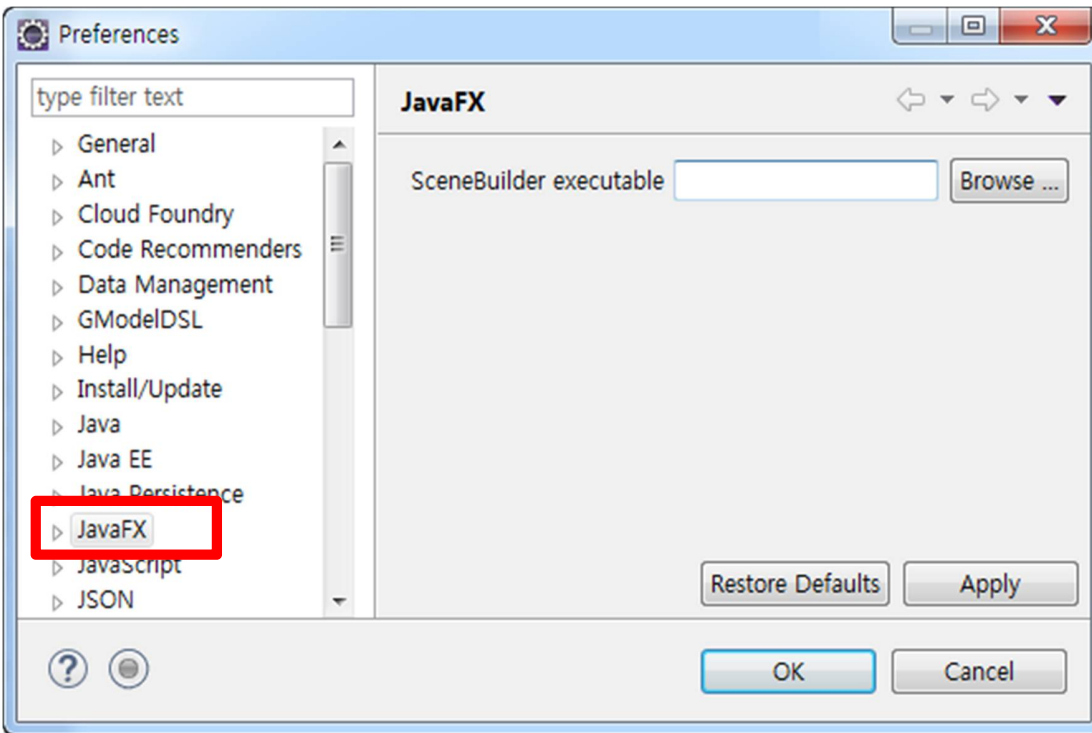 Preferences
type filter text
General
Ant
Cloud Foundry
Code Recommenders
Data Management
GModelDSL
Help
Install/Update
Java
Java EE
Java Persistence
JavaFX
JavaScript
JSON
JavaFX
SceneBuilder executable
Browse ...
Restore Defaults
Apply
OK
Cancel